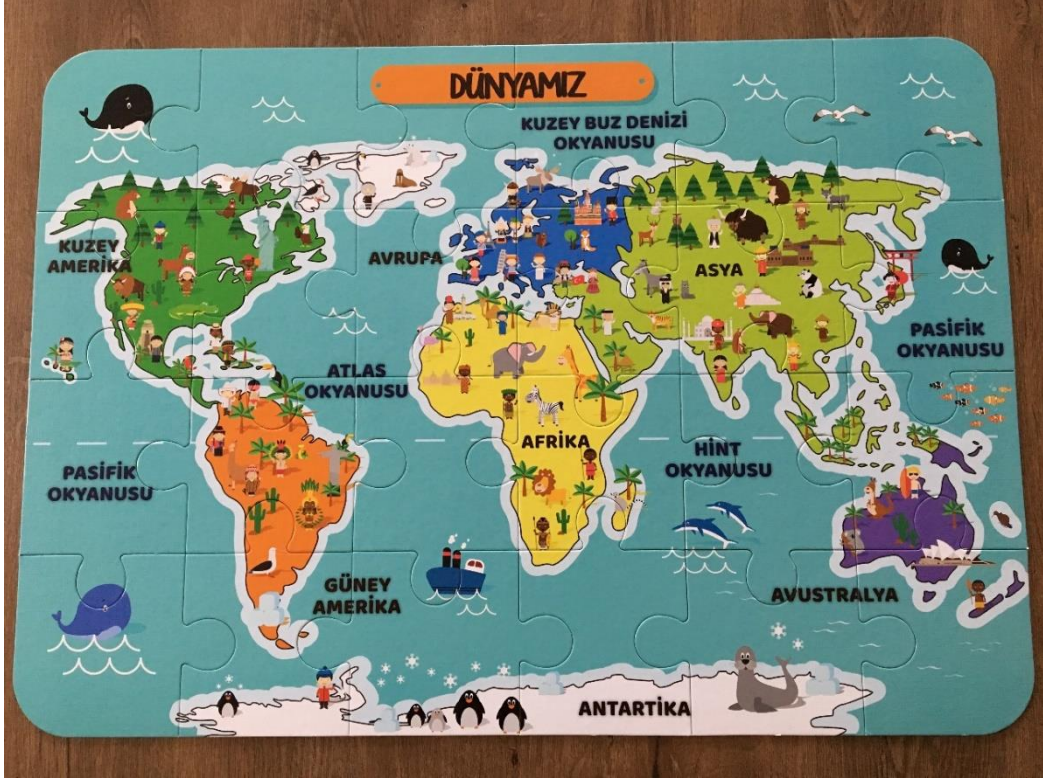 DÜNYAMIZ
KUZEY BUZ DENİZİ
OKYANUSU
KUZEY
AMERİKA
AVRUPA
ASYA
PASİFİK
OKYANUSU
ATLAS
OKYANUSU
AFRİKA
HİNT
OKYANUSU
PASİFİK
OKYANUSU
GÜNEY
AMERİKA
AVUSTRALYA
ANTARTİKA